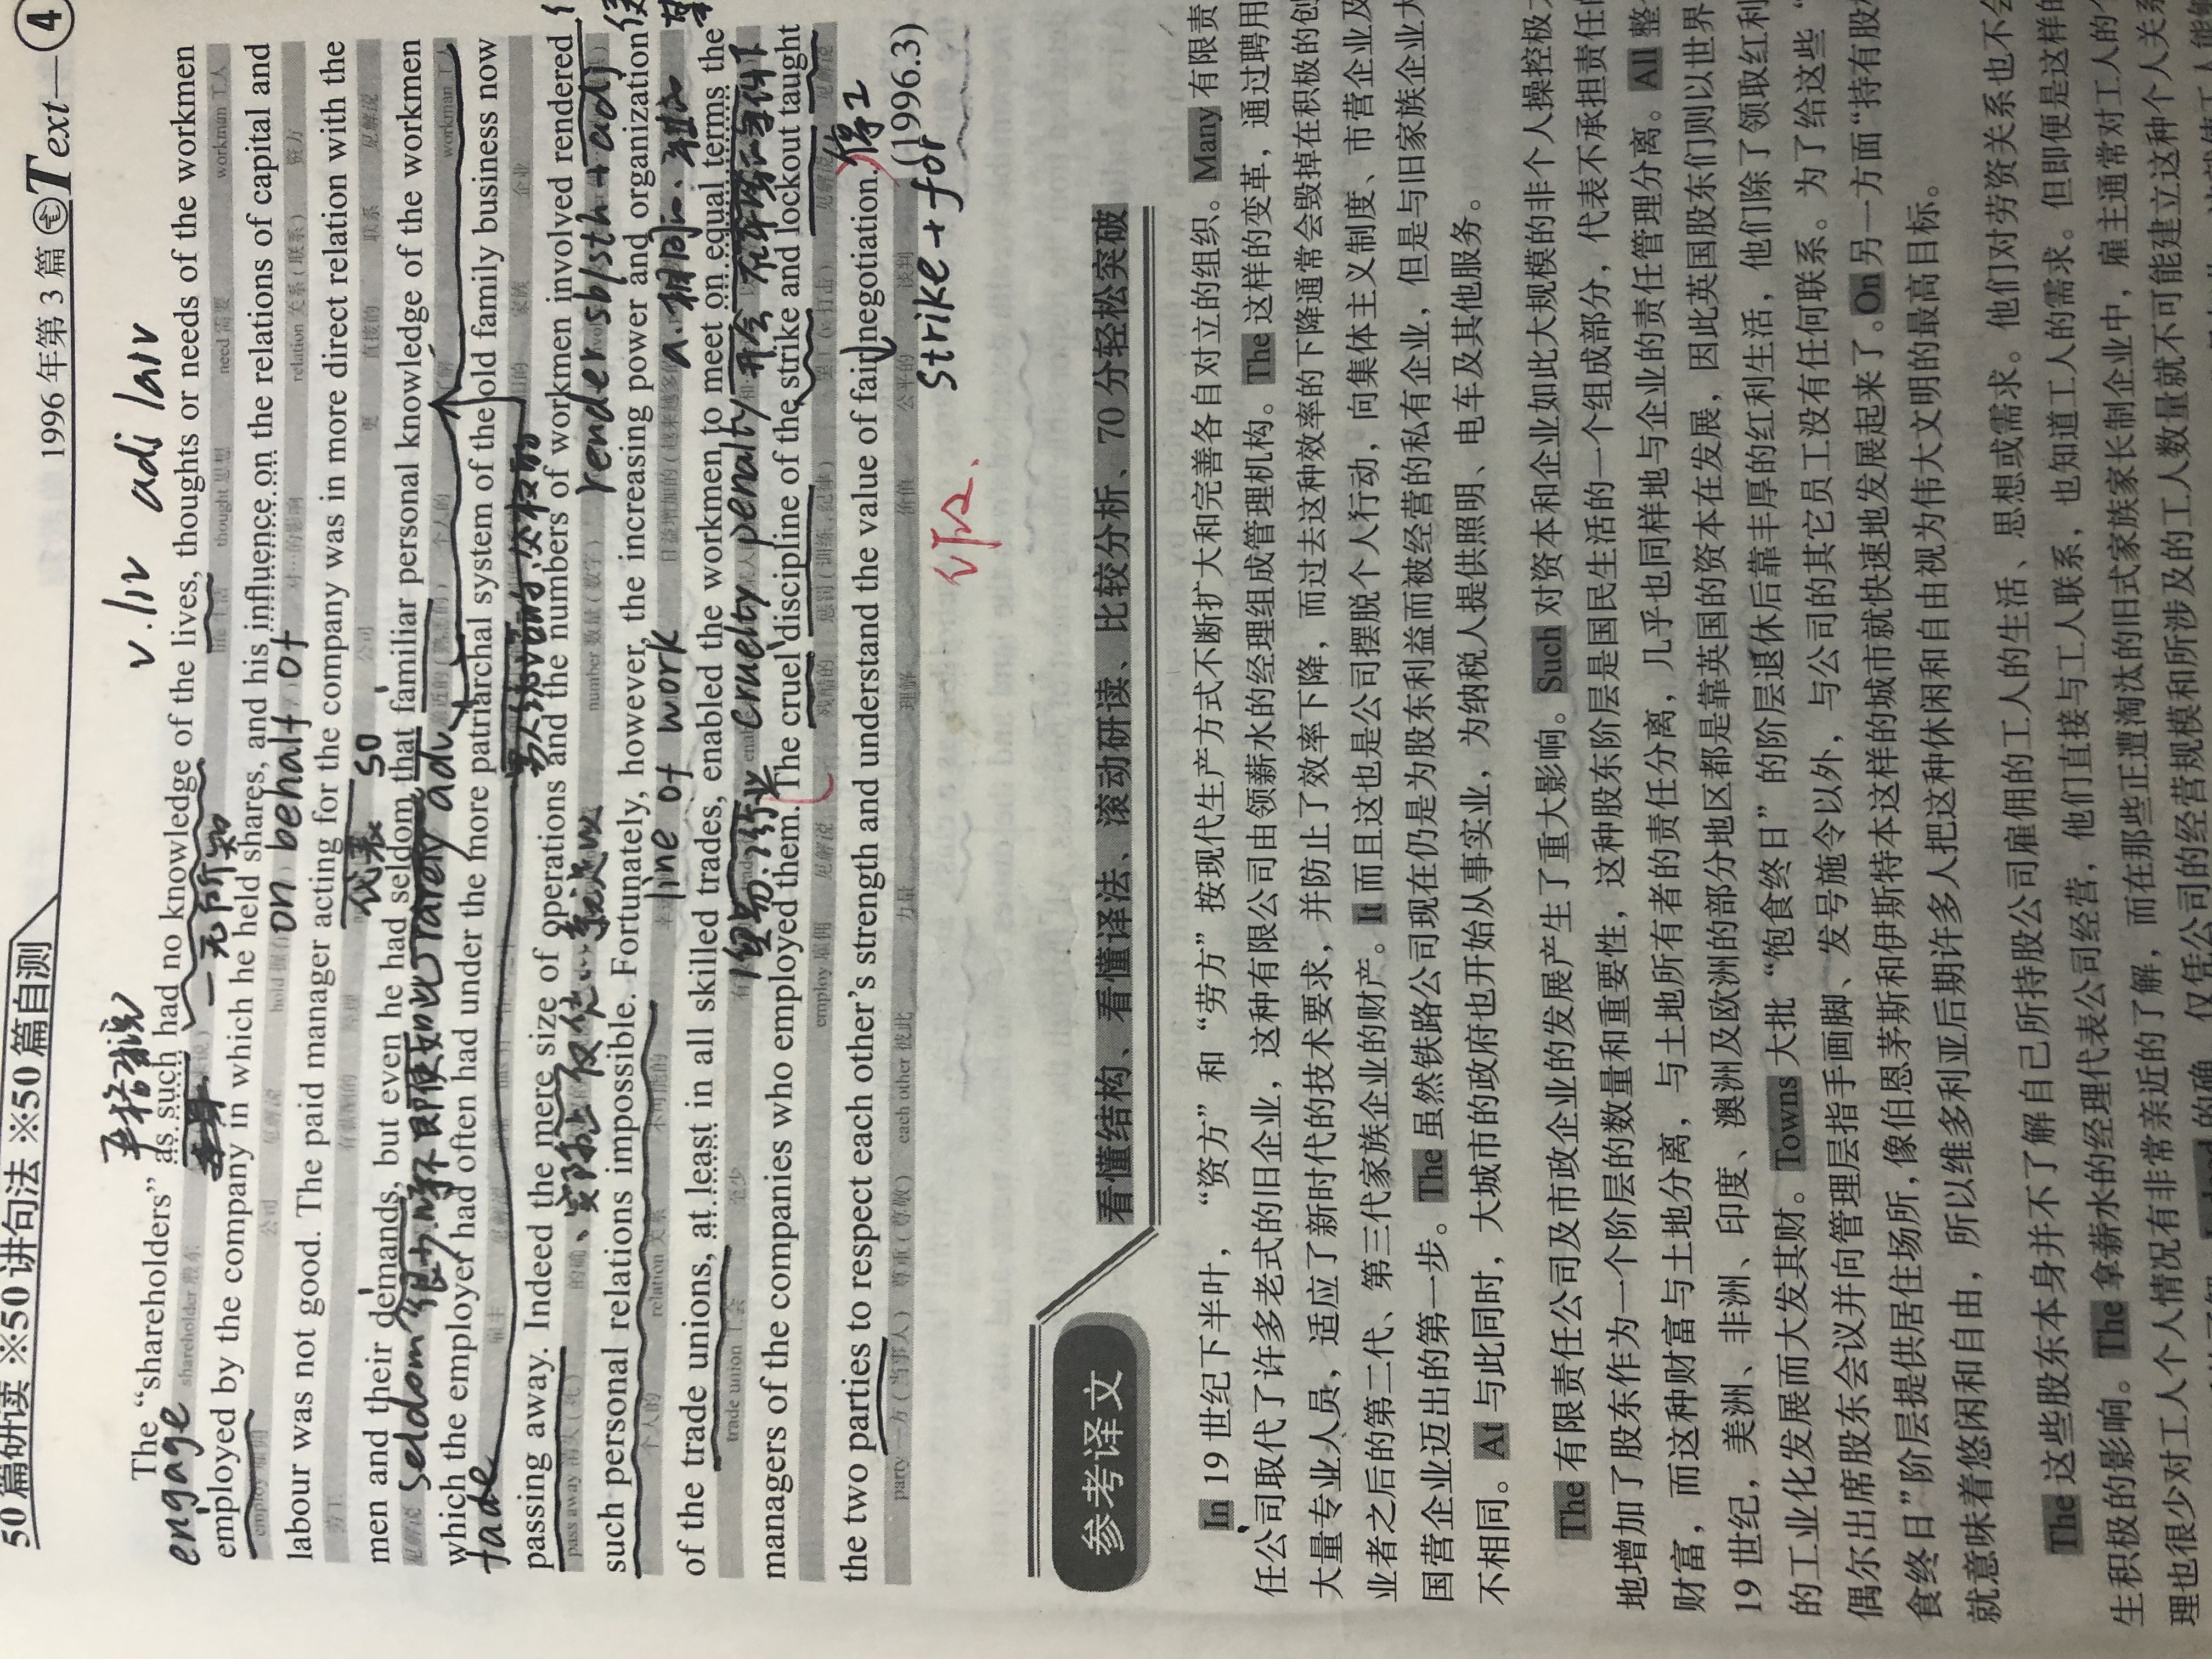 50篇研读 ※50讲句法 ※50篇自测
1996年第3篇 Text—4
平格来说 v. liv adj laiv
The “shareholders” as such had no knowledge of the lives, thoughts or needs of the workmen
engage shareholder 股东 来说) 一无所知 life 生活 thought 思想 need 需要 workman 工人
employed by the company in which he held shares, and his influence on the relations of capital and
employ 雇佣 公司 见解说 hold on behalf of 对…的影响 relation 关系(联系) 资方
labour was not good. The paid manager acting for the company was in more direct relation with the
劳工 有薪酬的 经理 代表 so 公司 更 直接的 联系 见解说
men and their demands, but even he had seldom that familiar personal knowledge of the workmen
见解说 seldom 很少 即便如此 rarely adv 亲近的(熟悉的) 个人的 了解 workman 工人
which the employer had often had under the more patriarchal system of the old family business now
fade 雇主 见解说 男人统治的、父权的 旧的 家族 企业
passing away. Indeed the mere size of operations and the numbers of workmen involved rendered
pass away 消失(死) 的确 、实际上 仅凭…就足以 number 数量(数字) render sb/sth + adj
such personal relations impossible. Fortunately, however, the increasing power and organization
个人的 relation 关系 不可能的 line of work 日益增加的(越来越多的 a. 相同的、
of the trade unions, at least in all skilled trades, enabled the workmen to meet on equal terms the
trade union 工会 至少 1贸易.2行业 cruelty penalty 开会 在平等的条件下
managers of the companies who employed them. The cruel discipline of the strike and lockout taught
employ 雇佣 见解说 残酷的 惩罚(训练,纪律) 罢工(v. 打击) 见解说 见解说
the two parties to respect each other’s strength and understand the value of fair negotiation. 停工
party 一方(当事人) 尊重(尊敬) each other 彼此 力量 理解 价值 公平的 谈判 (1996.3)
作文. strike + for
参考译文
看懂结构、看懂译法、滚动研读、比较分析、70分轻松突破
In 19世纪下半叶，“资方”和“劳方”按现代生产方式不断扩大和完善各自对立的组织。Many 有限责
任公司取代了许多老式的旧企业，这种有限公司由领薪水的经理组成管理机构。The 这样的变革，通过聘用
大量专业人员，适应了新时代的技术要求，并防止了效率下降，而过去这种效率的下降通常会毁掉在积极的创
业者之后的第二代、第三代家族企业的财产。It 而且这也是公司摆脱个人行动，向集体主义制度、市营企业及
国营企业迈出的第一步。The 虽然铁路公司现在仍是为股东利益而被经营的私有企业，但是与旧家族企业大
不相同。At 与此同时，大城市的政府也开始从事实业，为纳税人提供照明、电车及其他服务。
The 有限责任公司及市政企业的发展产生了重大影响。Such 对资本和企业如此大规模的非个人操控极大
地增加了股东作为一个阶层的数量和重要性，这种股东阶层是国民生活的一个组成部分，代表不承担责任的
财富，而这种财富与土地分离，与土地所有者的责任分离，几乎也同样地与企业的责任管理分离。All 整个
19世纪，美洲、非洲、印度、澳洲及欧洲的部分地区都是靠英国的资本在发展，因此英国股东们则以世界
的工业化发展而大发其财。Towns 大批“饱食终日”的阶层退休后靠丰厚的红利生活，他们除了领取红利
偶尔出席股东会议并向管理层指手画脚、发号施令以外，与公司的其它员工没有任何联系。为了给这些“
食终日”阶层提供居住场所，像伯恩茅斯和伊斯特本这样的城市就快速地发展起来了。On 另一方面“持有股
就意味着悠闲和自由，所以维多利亚后期许多人把这种休闲和自由视为伟大文明的最高目标。
The 这些股东本身并不了解自己所持股公司雇佣的工人的生活、思想或需求。他们对劳资关系也不会
生积极的影响。The 拿薪水的经理代表公司经营，他们直接与工人联系，也知道工人的需求。但即便是这样的
理也很少对工人个人情况有非常亲近的了解，而在那些正遭淘汰的旧式家族家长制企业中，雇主通常对工人的个
Indeed 的确，仅凭公司的经营规模和所涉及的工人数量就不可能建立这种个人关系